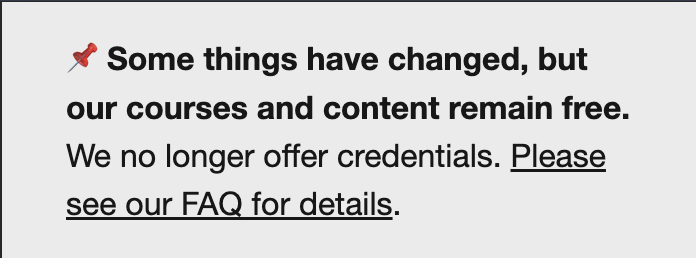 📌 Some things have changed, but
our courses and content remain free.
We no longer offer credentials. Please
see our FAQ for details.